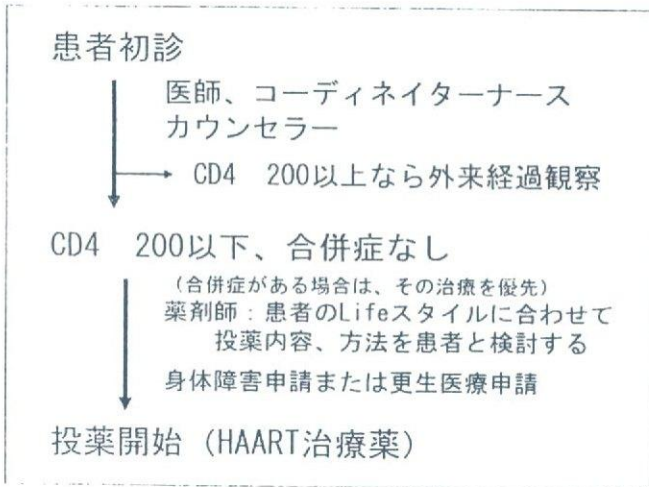 患者初診
医師、コーディネイターナース
カウンセラー
CD4 200以上なら外来経過観察
CD4 200以下、合併症なし
(合併症がある場合は、その治療を優先)
薬剤師:患者のLifeスタイルに合わせて
投薬内容、方法を患者と検討する
身体障害申請または更生医療申請
投薬開始 (HAART治療薬)